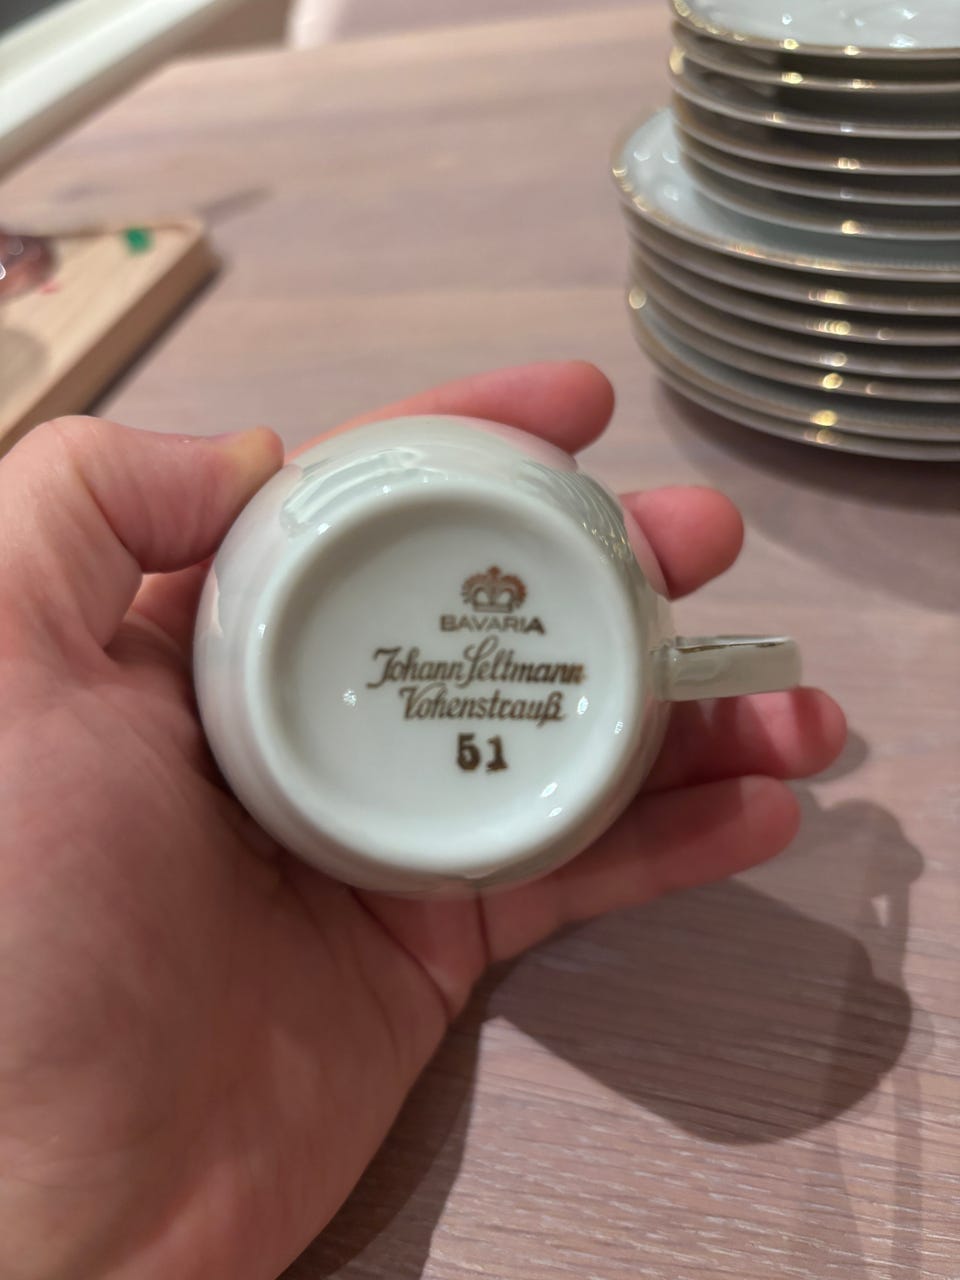 BAVARIA
Johann Seltmann
Vohenstrauß
51